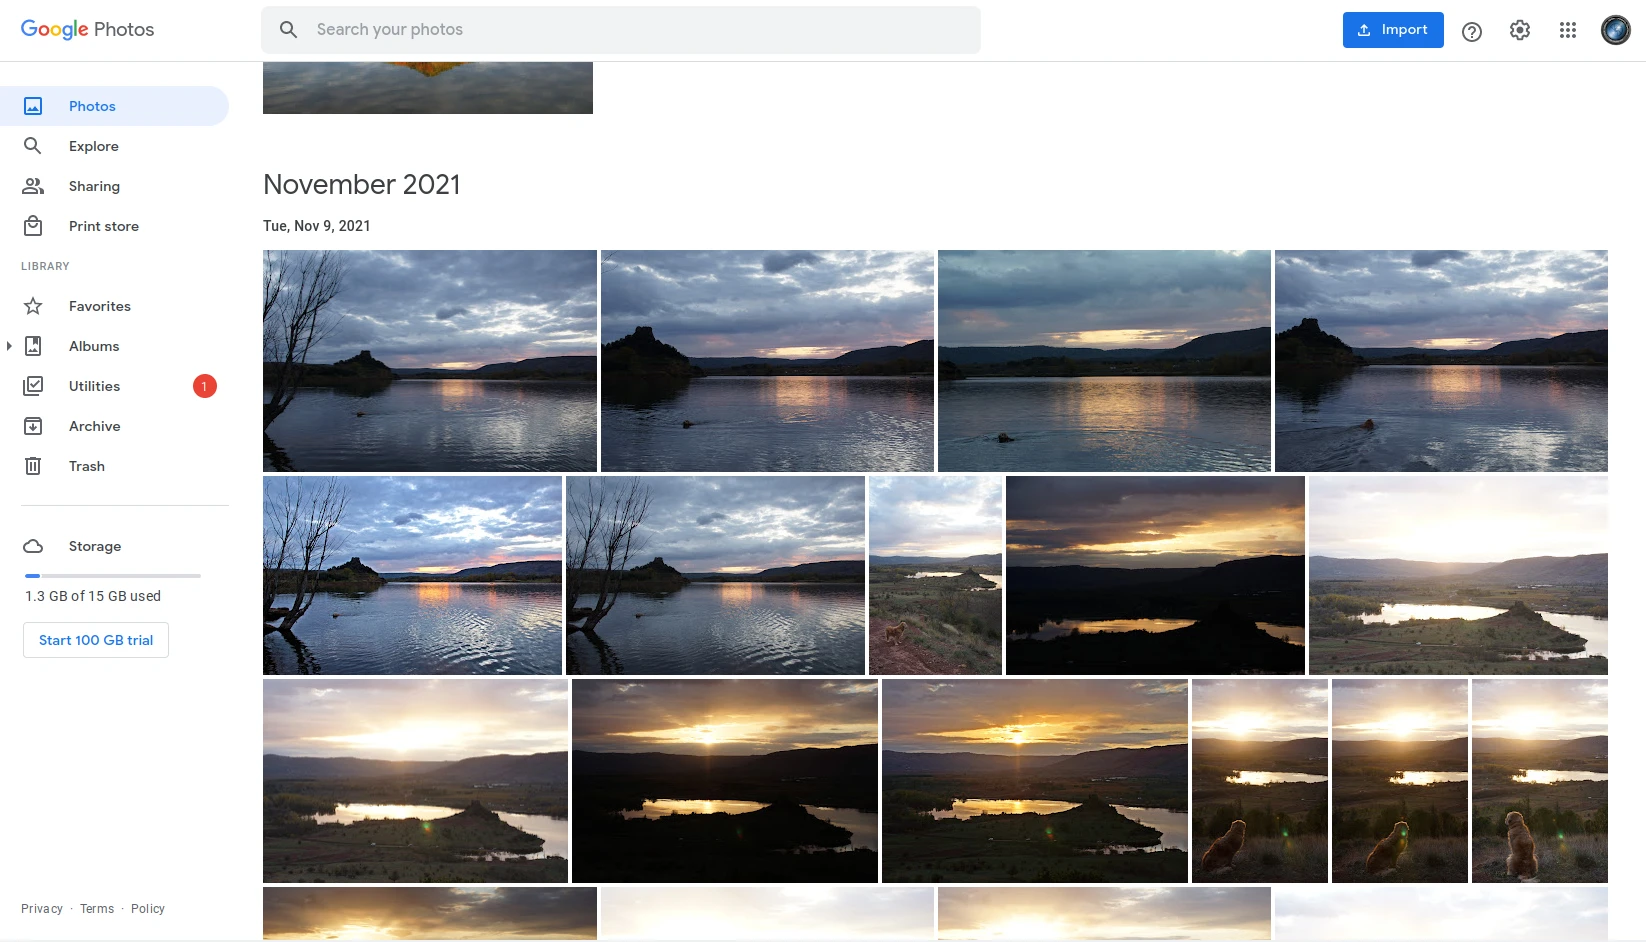 Google Photos
Search your photos
Import
Photos
Explore
Sharing
Print store
LIBRARY
Favorites
Albums
Utilities
1
Archive
Trash
Storage
1.3 GB of 15 GB used
Start 100 GB trial
Privacy · Terms · Policy
November 2021
Tue, Nov 9, 2021